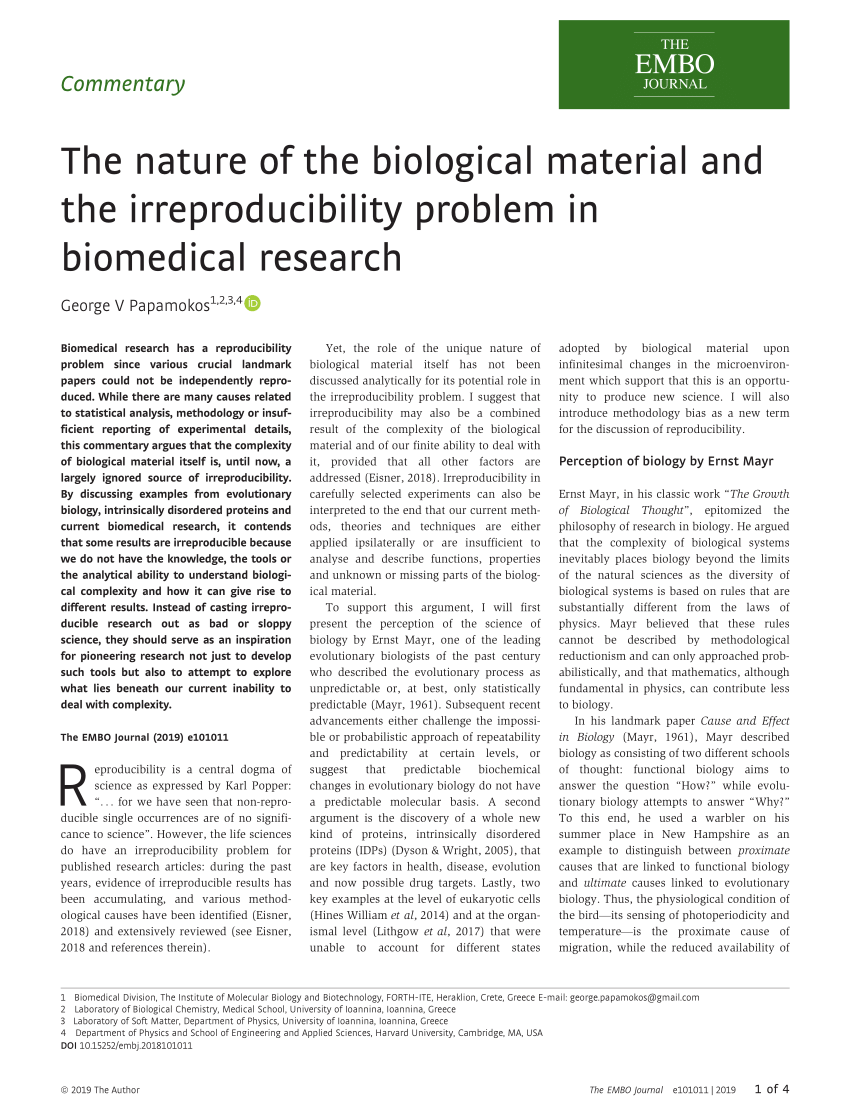 Commentary
THE
EMBO
JOURNAL
The nature of the biological material and
the irreproducibility problem in
biomedical research
George V Papamokos1,2,3,4 iD
Biomedical research has a reproducibility
problem since various crucial landmark
papers could not be independently repro-
duced. While there are many causes related
to statistical analysis, methodology or insuf-
ficient reporting of experimental details,
this commentary argues that the complexity
of biological material itself is, until now, a
largely ignored source of irreproducibility.
By discussing examples from evolutionary
biology, intrinsically disordered proteins and
current biomedical research, it contends
that some results are irreproducible because
we do not have the knowledge, the tools or
the analytical ability to understand biologi-
cal complexity and how it can give rise to
different results. Instead of casting irrepro-
ducible research out as bad or sloppy
science, they should serve as an inspiration
for pioneering research not just to develop
such tools but also to attempt to explore
what lies beneath our current inability to
deal with complexity.
The EMBO Journal (2019) e101011
Reproducibility is a central dogma of
science as expressed by Karl Popper:
“... for we have seen that non-repro-
ducible single occurrences are of no signifi-
cance to science”. However, the life sciences
do have an irreproducibility problem for
published research articles: during the past
years, evidence of irreproducible results has
been accumulating, and various method-
ological causes have been identified (Eisner,
2018) and extensively reviewed (see Eisner,
2018 and references therein).
Yet, the role of the unique nature of
biological material itself has not been
discussed analytically for its potential role in
the irreproducibility problem. I suggest that
irreproducibility may also be a combined
result of the complexity of the biological
material and of our finite ability to deal with
it, provided that all other factors are
addressed (Eisner, 2018). Irreproducibility in
carefully selected experiments can also be
interpreted to the end that our current meth-
ods, theories and techniques are either
applied ipsilaterally or are insufficient to
analyse and describe functions, properties
and unknown or missing parts of the biolog-
ical material.
To support this argument, I will first
present the perception of the science of
biology by Ernst Mayr, one of the leading
evolutionary biologists of the past century
who described the evolutionary process as
unpredictable or, at best, only statistically
predictable (Mayr, 1961). Subsequent recent
advancements either challenge the impossi-
ble or probabilistic approach of repeatability
and predictability at certain levels, or
suggest that predictable biochemical
changes in evolutionary biology do not have
a predictable molecular basis. A second
argument is the discovery of a whole new
kind of proteins, intrinsically disordered
proteins (IDPs) (Dyson & Wright, 2005), that
are key factors in health, disease, evolution
and now possible drug targets. Lastly, two
key examples at the level of eukaryotic cells
(Hines William et al, 2014) and at the organ-
ismal level (Lithgow et al, 2017) that were
unable to account for different states
adopted by biological material upon
infinitesimal changes in the microenviron-
ment which support that this is an opportu-
nity to produce new science. I will also
introduce methodology bias as a new term
for the discussion of reproducibility.
Perception of biology by Ernst Mayr
Ernst Mayr, in his classic work “The Growth
of Biological Thought”, epitomized the
philosophy of research in biology. He argued
that the complexity of biological systems
inevitably places biology beyond the limits
of the natural sciences as the diversity of
biological systems is based on rules that are
substantially different from the laws of
physics. Mayr believed that these rules
cannot be described by methodological
reductionism and can only approached prob-
abilistically, and that mathematics, although
fundamental in physics, can contribute less
to biology.
In his landmark paper Cause and Effect
in Biology (Mayr, 1961), Mayr described
biology as consisting of two different schools
of thought: functional biology aims to
answer the question “How?” while evolu-
tionary biology attempts to answer “Why?”
To this end, he used a warbler on his
summer place in New Hampshire as an
example to distinguish between proximate
causes that are linked to functional biology
and ultimate causes linked to evolutionary
biology. Thus, the physiological condition of
the bird—its sensing of photoperiodicity and
temperature—is the proximate cause of
migration, while the reduced availability of
1 Biomedical Division, The Institute of Molecular Biology and Biotechnology, FORTH-ITE, Heraklion, Crete, Greece E-mail: george.papamokos@gmail.com
2 Laboratory of Biological Chemistry, Medical School, University of Ioannina, Ioannina, Greece
3 Laboratory of Soft Matter, Department of Physics, University of Ioannina, Ioannina, Greece
4 Department of Physics and School of Engineering and Applied Sciences, Harvard University, Cambridge, MA, USA
DOI 10.15252/embj.2018101011
© 2019 The Author
The EMBO Journal e101011 | 2019 1 of 4